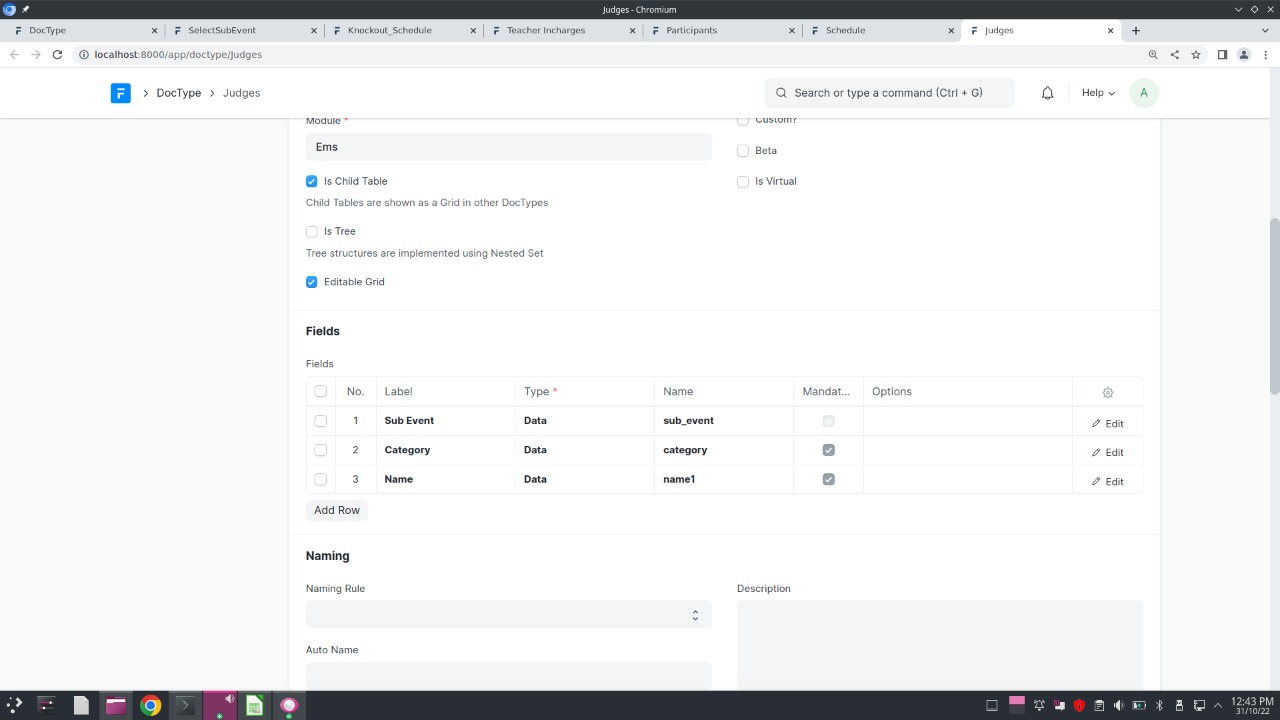 Judges - Chromium
DocType
SelectSubEvent
Knockout_Schedule
Teacher Incharges
Participants
Schedule
Judges
localhost:8000/app/doctype/Judges
DocType
Judges
Search or type a command (Ctrl + G)
Help
A
Module *
Custom?
Ems
Beta
Is Child Table
Is Virtual
Child Tables are shown as a Grid in other DocTypes
Is Tree
Tree structures are implemented using Nested Set
Editable Grid
Fields
Fields
No. Label Type * Name Mandat... Options
1 Sub Event Data sub_event Edit
2 Category Data category Edit
3 Name Data name1 Edit
Add Row
Naming
Naming Rule
Description
Auto Name
12:43 PM
31/10/22